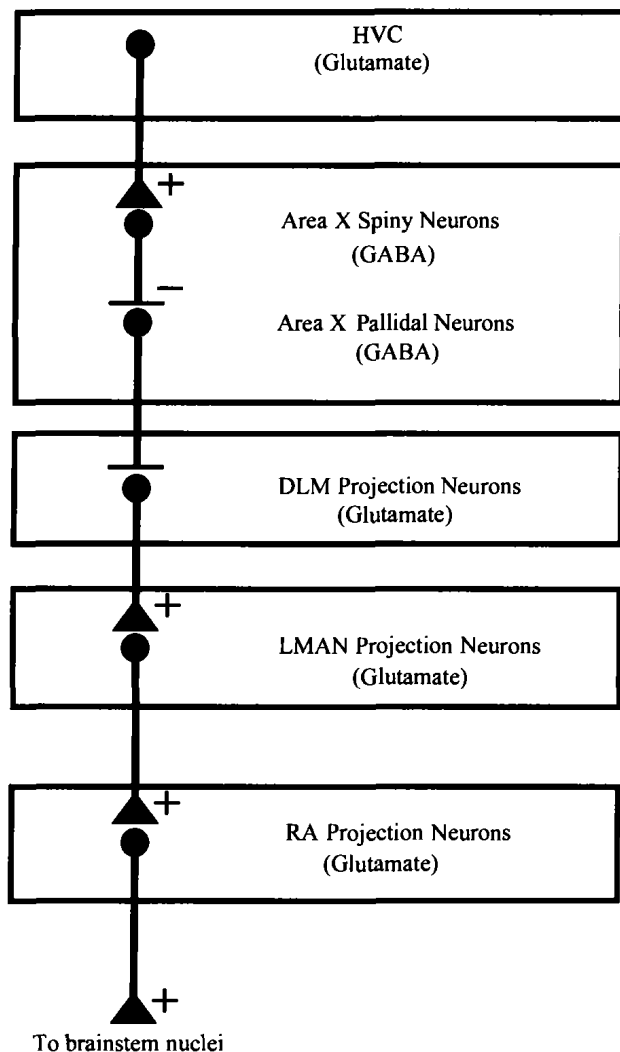 HVC
(Glutamate)
+
Area X Spiny Neurons
(GABA)
−
Area X Pallidal Neurons
(GABA)
DLM Projection Neurons
(Glutamate)
+
LMAN Projection Neurons
(Glutamate)
+
RA Projection Neurons
(Glutamate)
+
To brainstem nuclei